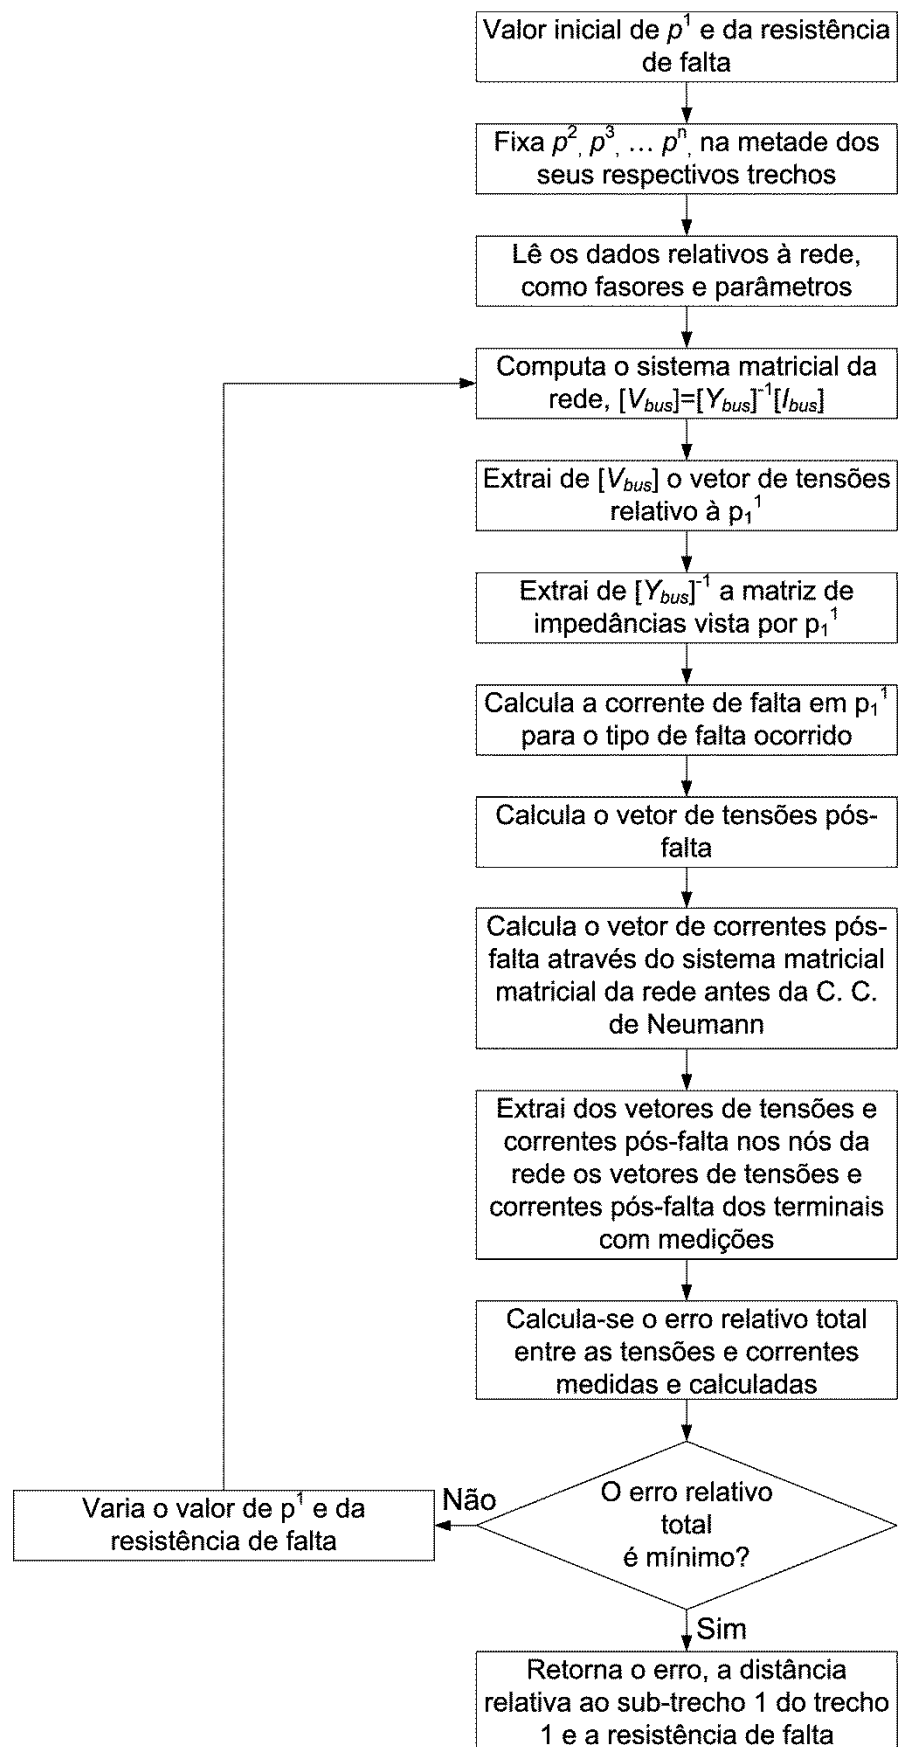 Valor inicial de p¹ e da resistência
de falta
Fixa p², p³, ... pⁿ, na metade dos
seus respectivos trechos
Lê os dados relativos à rede,
como fasores e parâmetros
Computa o sistema matricial da
rede, [V_bus]=[Y_bus]⁻¹[I_bus]
Extrai de [V_bus] o vetor de tensões
relativo à p₁¹
Extrai de [Y_bus]⁻¹ a matriz de
impedâncias vista por p₁¹
Calcula a corrente de falta em p₁¹
para o tipo de falta ocorrido
Calcula o vetor de tensões pós-
falta
Calcula o vetor de correntes pós-
falta através do sistema matricial
matricial da rede antes da C. C.
de Neumann
Extrai dos vetores de tensões e
correntes pós-falta nos nós da
rede os vetores de tensões e
correntes pós-falta dos terminais
com medições
Calcula-se o erro relativo total
entre as tensões e correntes
medidas e calculadas
O erro relativo
total
é mínimo?
Não
Varia o valor de p¹ e da
resistência de falta
Sim
Retorna o erro, a distância
relativa ao sub-trecho 1 do trecho
1 e a resistência de falta